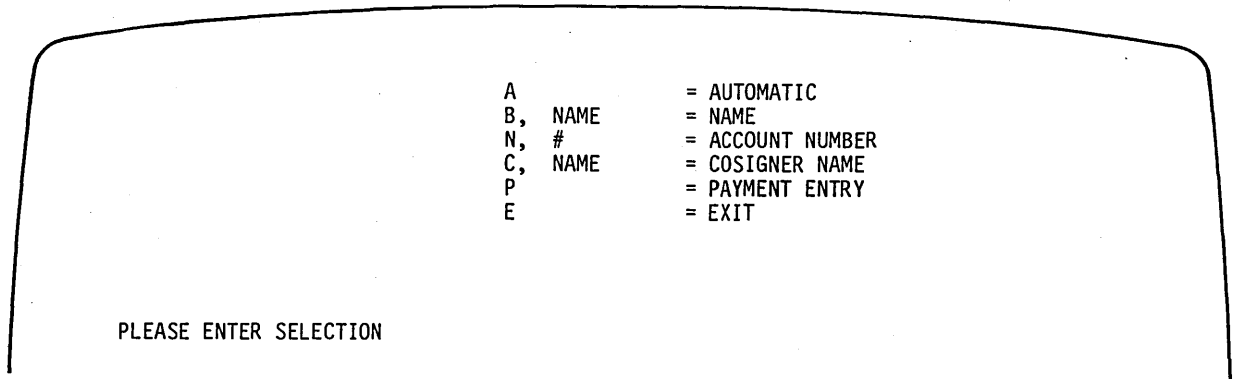 A = AUTOMATIC
B, NAME = NAME
N, # = ACCOUNT NUMBER
C, NAME = COSIGNER NAME
P = PAYMENT ENTRY
E = EXIT
PLEASE ENTER SELECTION